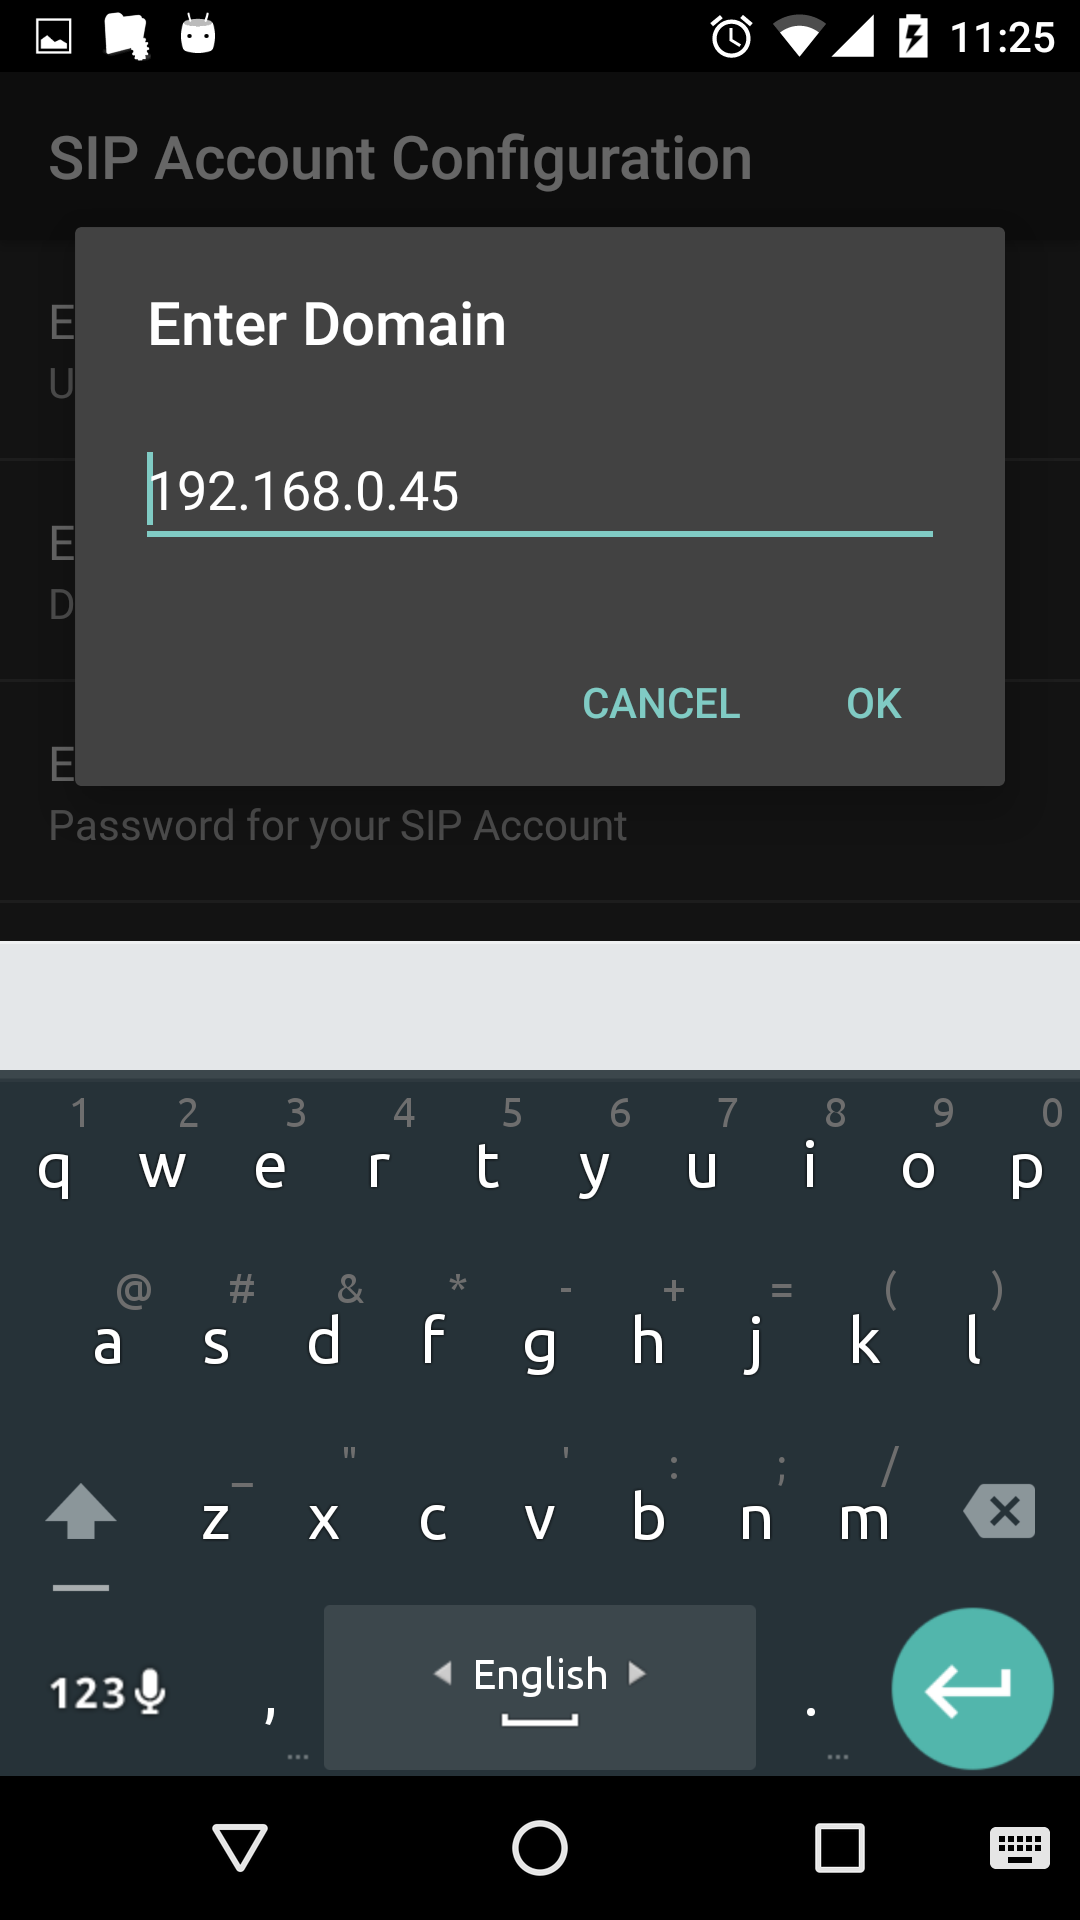 11:25
SIP Account Configuration
E
U
Enter Domain
192.168.0.45
E
D
CANCEL OK
E
Password for your SIP Account
1 2 3 4 5 6 7 8 9 0
q w e r t y u i o p
@ # & * - + = ( )
a s d f g h j k l
_ " ' : ; /
z x c v b n m
123 , English .
... ...